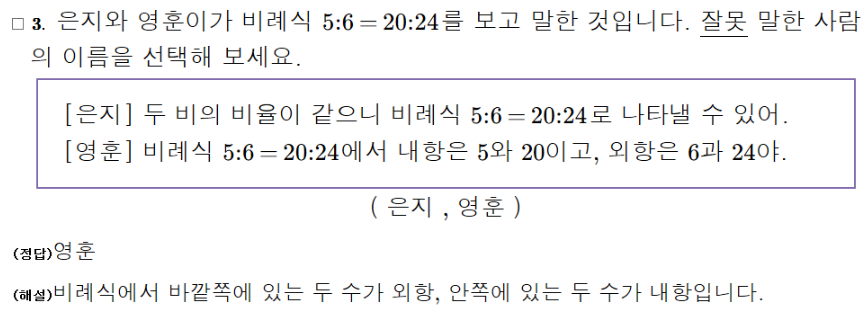 □ 3. 은지와 영훈이가 비례식 5:6=20:24를 보고 말한 것입니다. 잘못 말한 사람
의 이름을 선택해 보세요.
[은지] 두 비의 비율이 같으니 비례식 5:6=20:24로 나타낼 수 있어.
[영훈] 비례식 5:6=20:24에서 내항은 5와 20이고, 외항은 6과 24야.
( 은지 , 영훈 )
(정답)영훈
(해설)비례식에서 바깥쪽에 있는 두 수가 외항, 안쪽에 있는 두 수가 내항입니다.